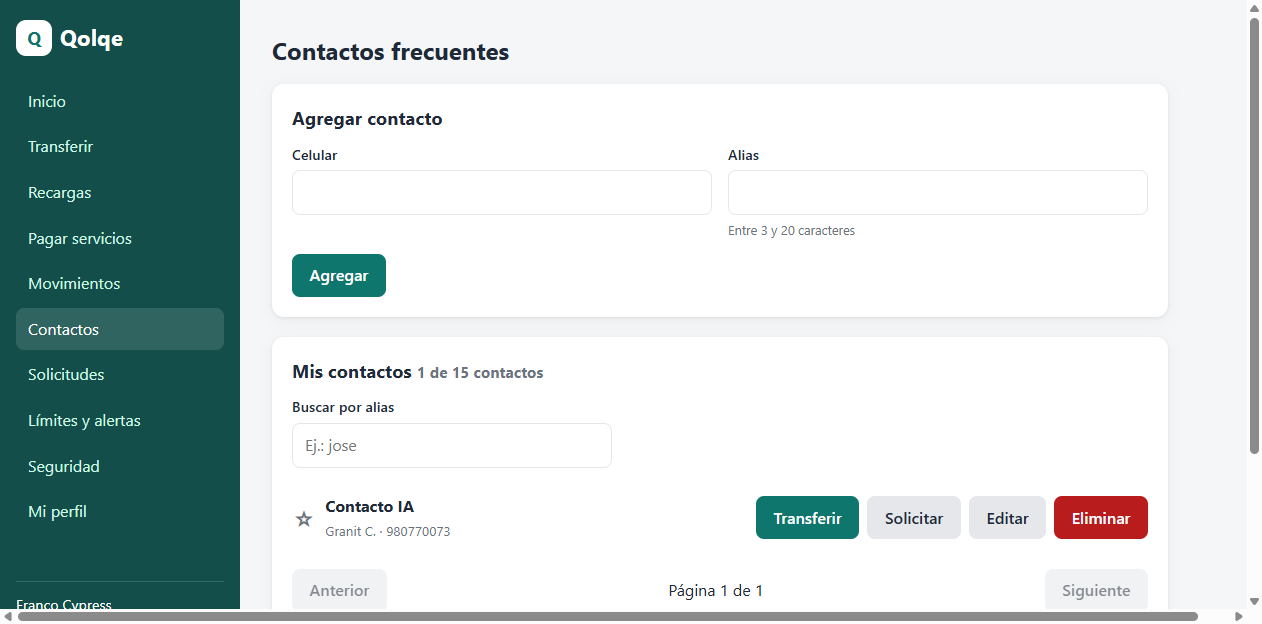 Q Qolqe
Inicio
Transferir
Recargas
Pagar servicios
Movimientos
Contactos
Solicitudes
Límites y alertas
Seguridad
Mi perfil
Franco Cypress
Contactos frecuentes
Agregar contacto
Celular
Alias
Entre 3 y 20 caracteres
Agregar
Mis contactos 1 de 15 contactos
Buscar por alias
Ej.: jose
Contacto IA
Granit C. · 980770073
Transferir Solicitar Editar Eliminar
Anterior Página 1 de 1 Siguiente